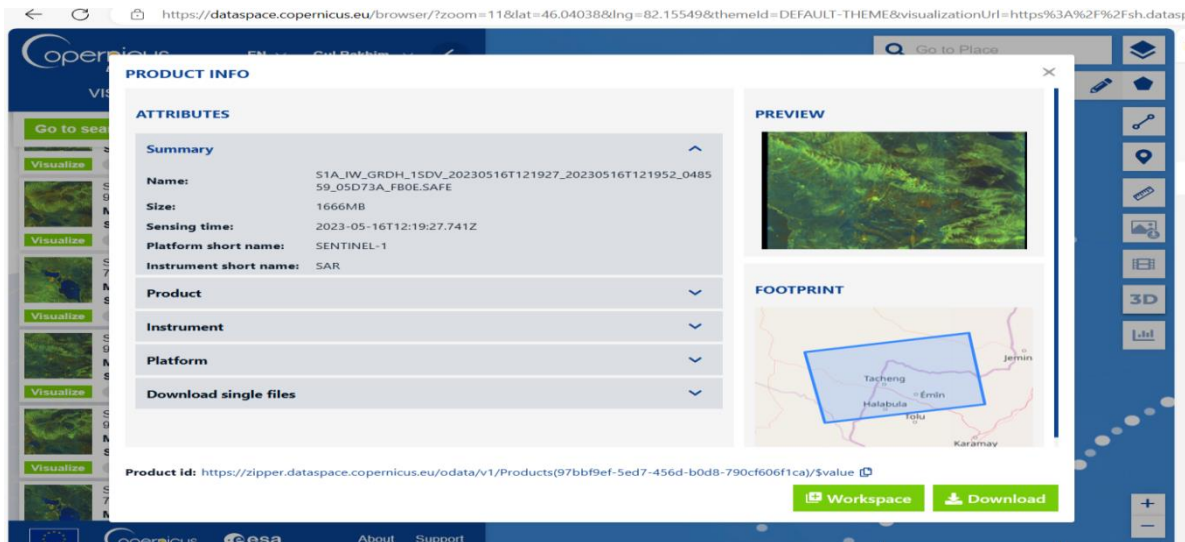 https://dataspace.copernicus.eu/browser/?zoom=11&lat=46.04038&lng=82.15549&themeId=DEFAULT-THEME&visualizationUrl=https%3A%2F%2Fsh.datas
Go to Place
PRODUCT INFO
ATTRIBUTES
Summary
Name: S1A_IW_GRDH_1SDV_20230516T121927_20230516T121952_0485
59_05D73A_FB0E.SAFE
Size: 1666MB
Sensing time: 2023-05-16T12:19:27.741Z
Platform short name: SENTINEL-1
Instrument short name: SAR
Product
Instrument
Platform
Download single files
PREVIEW
FOOTPRINT
Jemin
Tacheng
Emin
Halabula
Tolu
Karamay
Product id: https://zipper.dataspace.copernicus.eu/odata/v1/Products(97bbf9ef-5ed7-456d-b0d8-790cf606f1ca)/$value
Workspace
Download
Go to sea
Visualize
Visualize
Visualize
Visualize
Visualize
3D
esa
About
Support